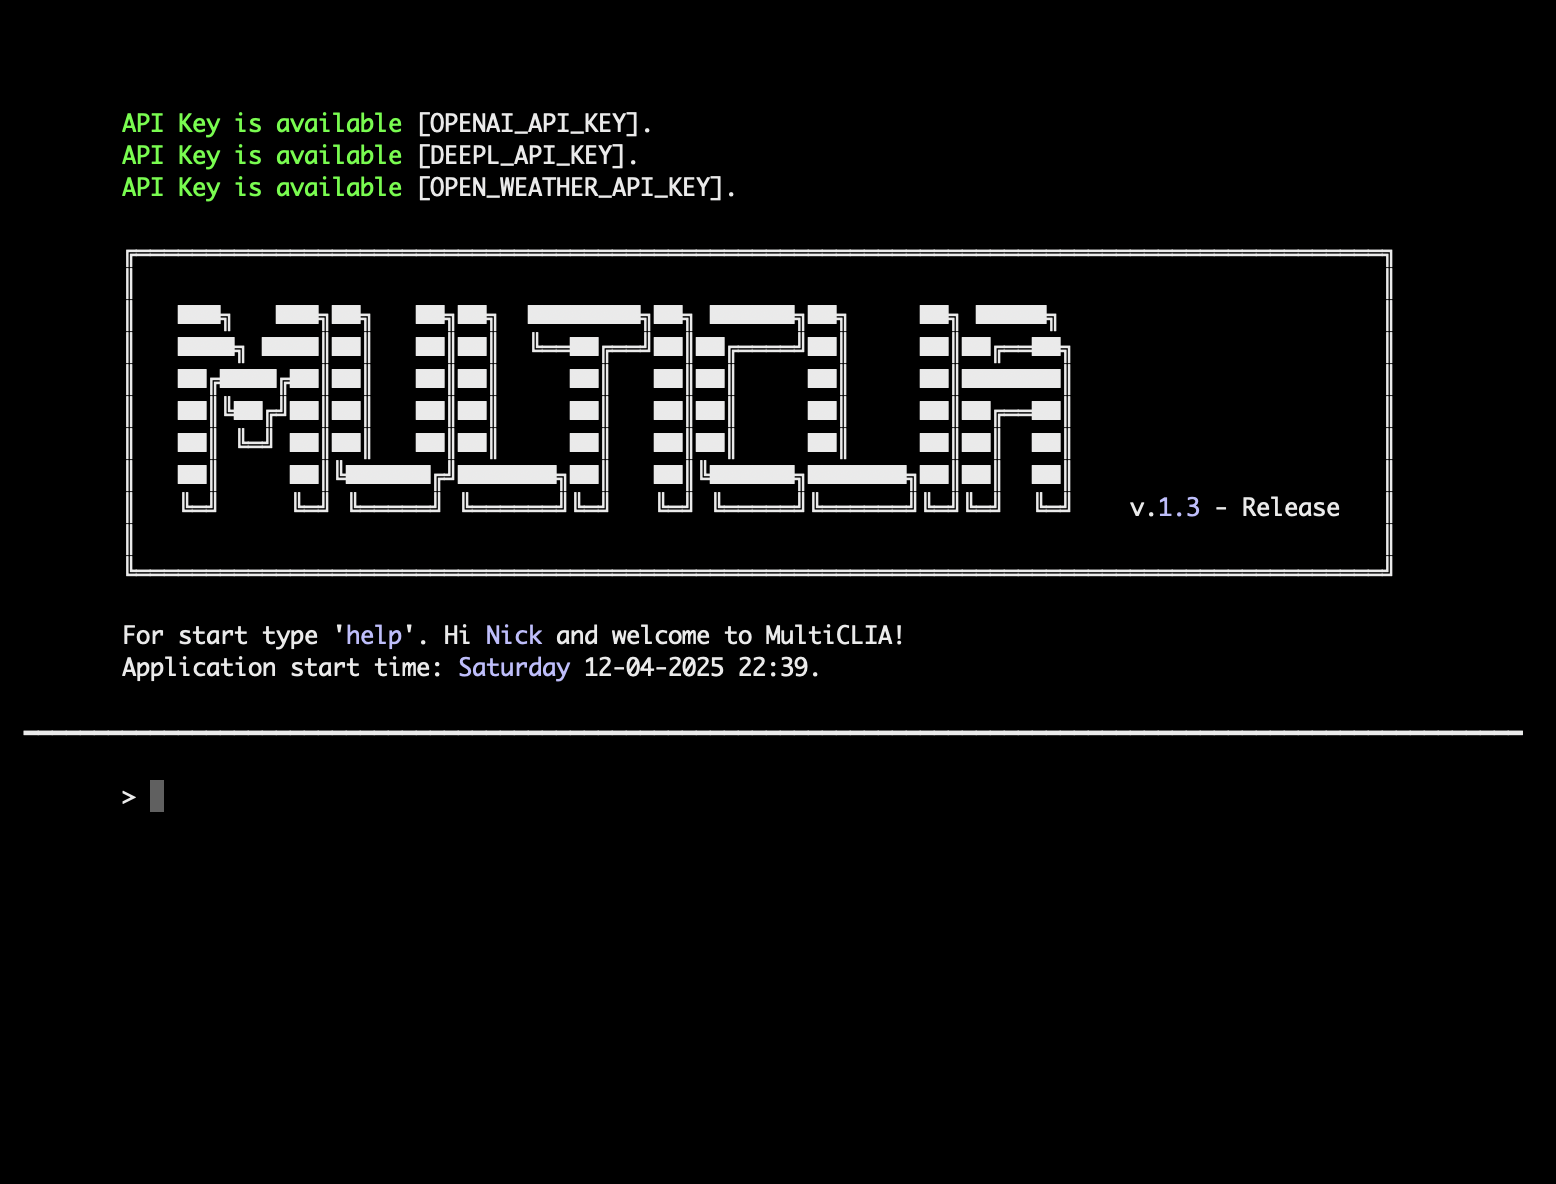 API Key is available [OPENAI_API_KEY].
API Key is available [DEEPL_API_KEY].
API Key is available [OPEN_WEATHER_API_KEY].
MULTICLIA
v.1.3 - Release
For start type 'help'. Hi Nick and welcome to MultiCLIA!
Application start time: Saturday 12-04-2025 22:39.
>